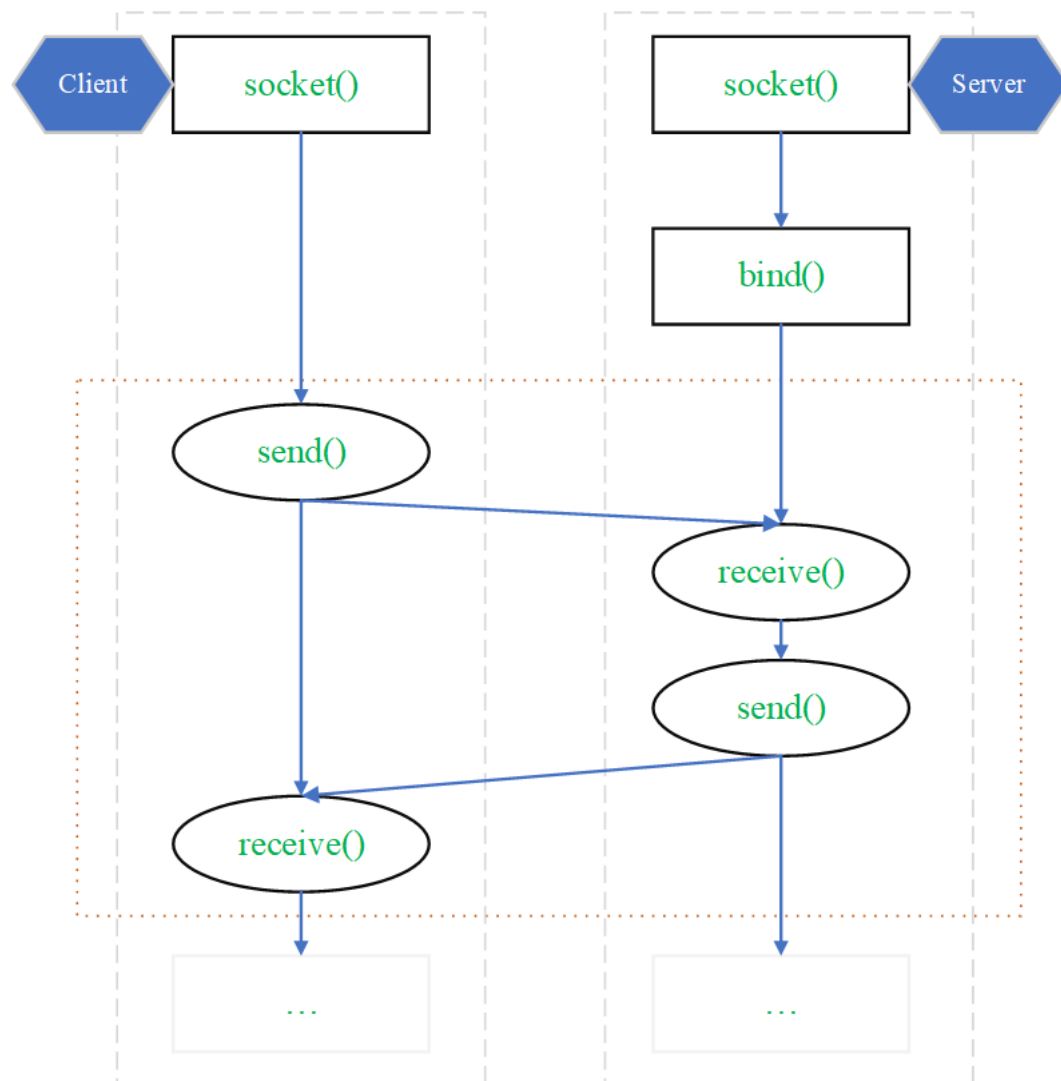 Client
socket()
socket()
Server
bind()
send()
receive()
send()
receive()
...
...